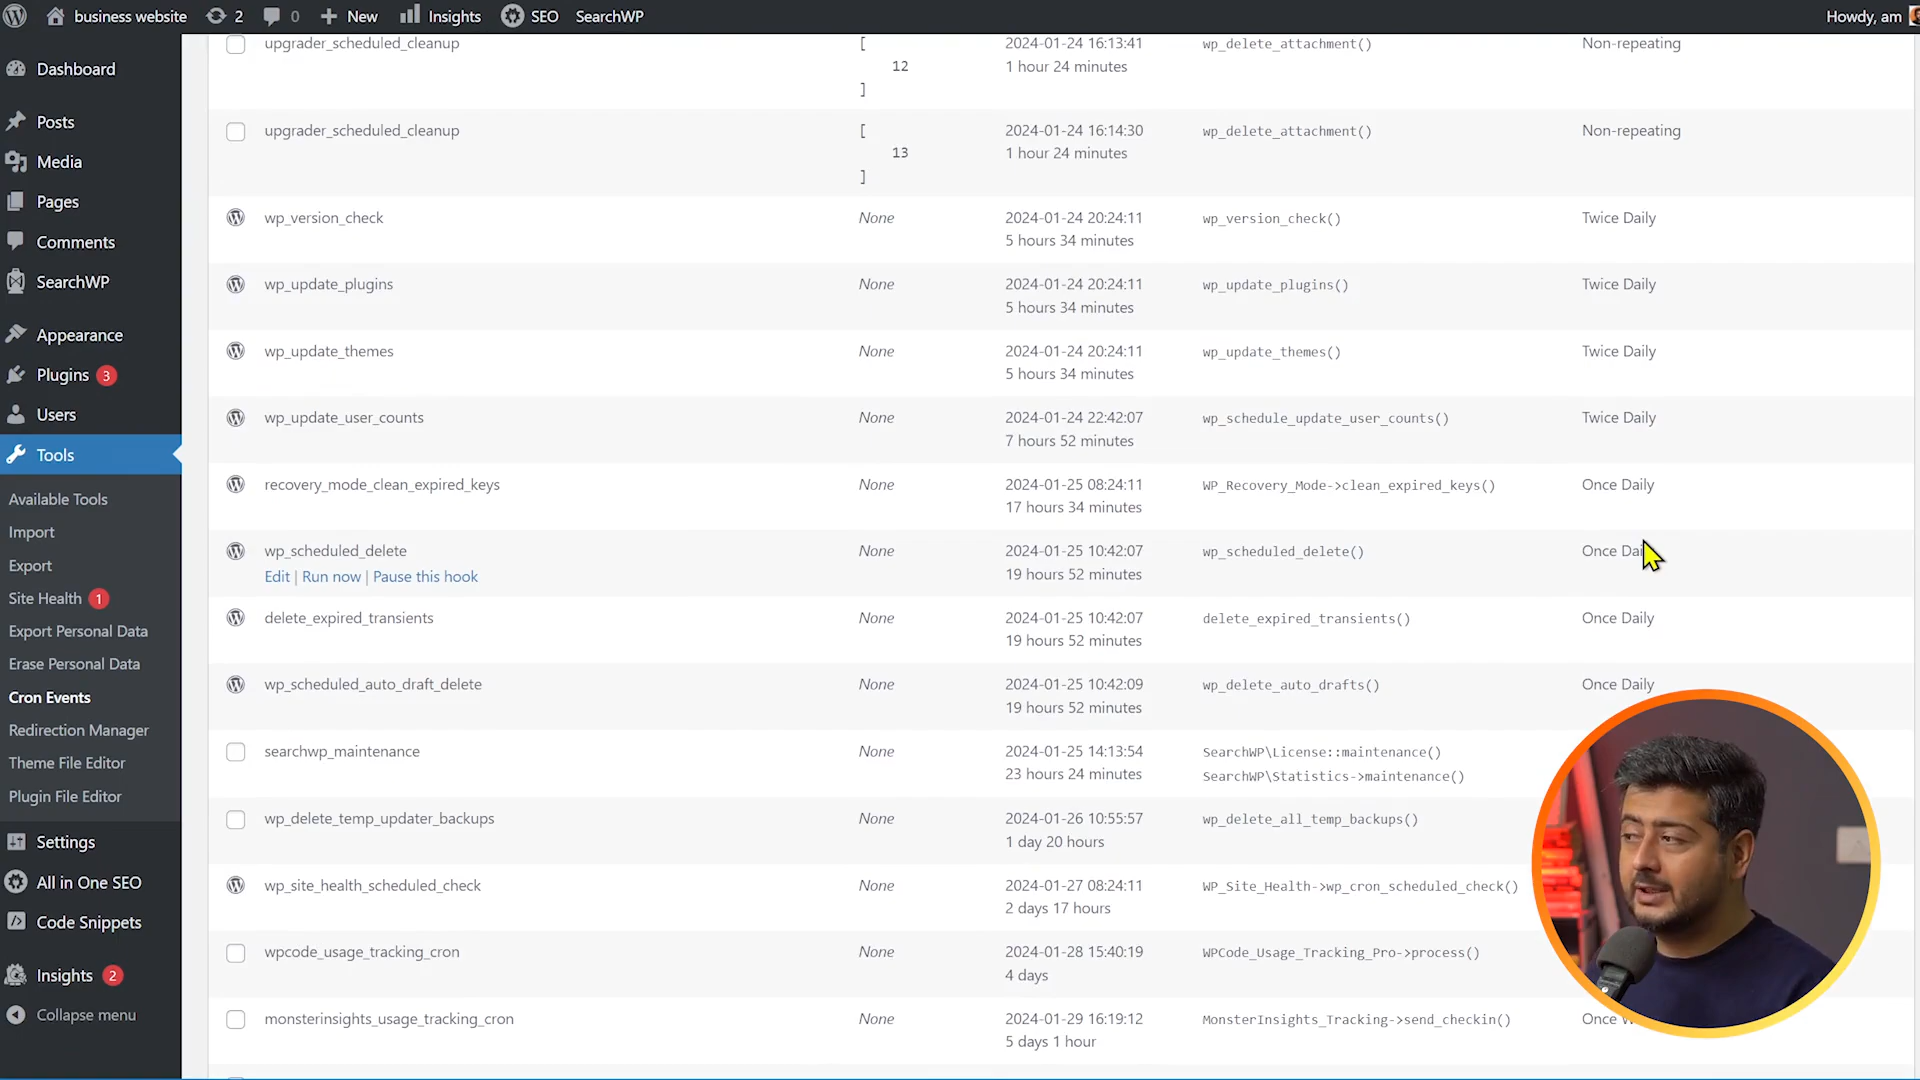 business website 2 0 New Insights SEO SearchWP Howdy, am
Dashboard
Posts
Media
Pages
Comments
SearchWP
Appearance
Plugins 3
Users
Tools
Available Tools
Import
Export
Site Health 1
Export Personal Data
Erase Personal Data
Cron Events
Redirection Manager
Theme File Editor
Plugin File Editor
Settings
All in One SEO
Code Snippets
Insights 2
Collapse menu
upgrader_scheduled_cleanup [ 2024-01-24 16:13:41 wp_delete_attachment() Non-repeating
12 1 hour 24 minutes
]
upgrader_scheduled_cleanup [ 2024-01-24 16:14:30 wp_delete_attachment() Non-repeating
13 1 hour 24 minutes
]
wp_version_check None 2024-01-24 20:24:11 wp_version_check() Twice Daily
5 hours 34 minutes
wp_update_plugins None 2024-01-24 20:24:11 wp_update_plugins() Twice Daily
5 hours 34 minutes
wp_update_themes None 2024-01-24 20:24:11 wp_update_themes() Twice Daily
5 hours 34 minutes
wp_update_user_counts None 2024-01-24 22:42:07 wp_schedule_update_user_counts() Twice Daily
7 hours 52 minutes
recovery_mode_clean_expired_keys None 2024-01-25 08:24:11 WP_Recovery_Mode->clean_expired_keys() Once Daily
17 hours 34 minutes
wp_scheduled_delete None 2024-01-25 10:42:07 wp_scheduled_delete() Once
Edit | Run now | Pause this hook 19 hours 52 minutes
delete_expired_transients None 2024-01-25 10:42:07 delete_expired_transients() Once Daily
19 hours 52 minutes
wp_scheduled_auto_draft_delete None 2024-01-25 10:42:09 wp_delete_auto_drafts() Once Daily
19 hours 52 minutes
searchwp_maintenance None 2024-01-25 14:13:54 SearchWP\License::maintenance()
23 hours 24 minutes SearchWP\Statistics->maintenance()
wp_delete_temp_updater_backups None 2024-01-26 10:55:57 wp_delete_all_temp_backups()
1 day 20 hours
wp_site_health_scheduled_check None 2024-01-27 08:24:11 WP_Site_Health->wp_cron_scheduled_check()
2 days 17 hours
wpcode_usage_tracking_cron None 2024-01-28 15:40:19 WPCode_Usage_Tracking_Pro->process()
4 days
monsterinsights_usage_tracking_cron None 2024-01-29 16:19:12 MonsterInsights_Tracking->send_checkin() Once
5 days 1 hour